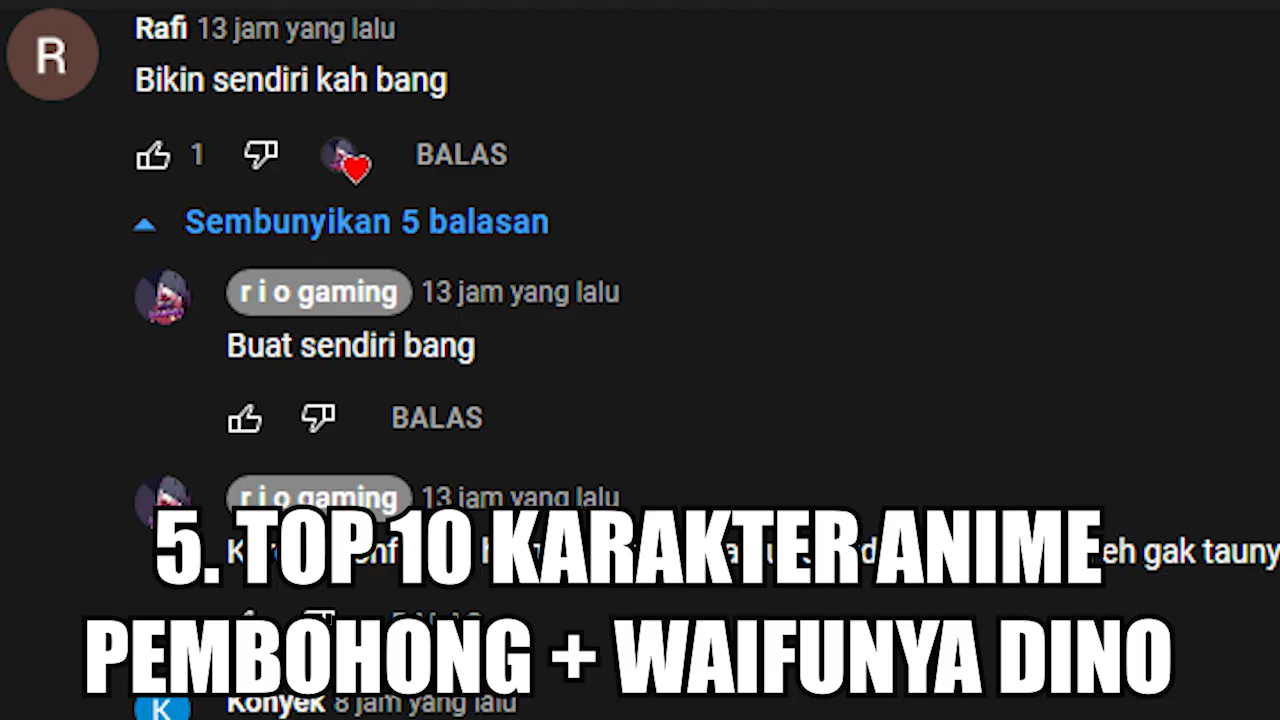 R
Rafi 13 jam yang lalu
Bikin sendiri kah bang
1 BALAS
Sembunyikan 5 balasan
r i o gaming 13 jam yang lalu
Buat sendiri bang
BALAS
r i o gaming 13 jam yang lalu
eh gak tauny
5. TOP 10 KARAKTER ANIME
PEMBOHONG + WAIFUNYA DINO
K
Konyek 8 jam yang lalu